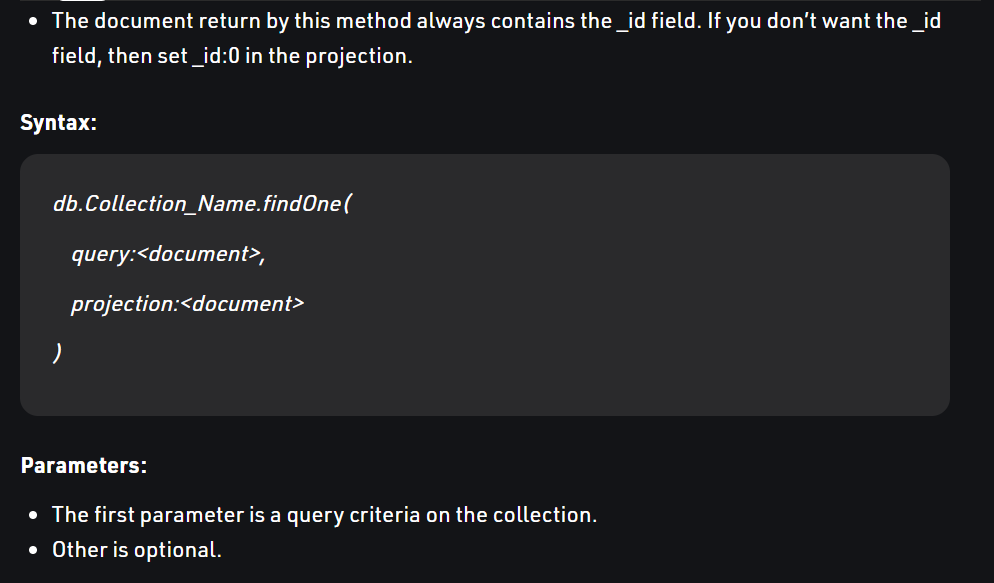 • The document return by this method always contains the _id field. If you don’t want the _id
field, then set _id:0 in the projection.
Syntax:
db.Collection_Name.findOne(
query:<document>,
projection:<document>
)
Parameters:
• The first parameter is a query criteria on the collection.
• Other is optional.